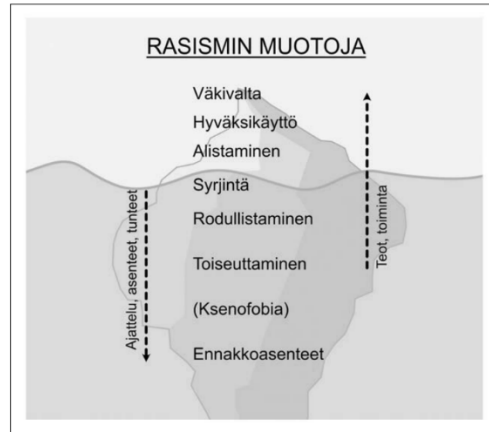 RASISMIN MUOTOJA
Väkivalta
Hyväksikäyttö
Alistaminen
Syrjintä
Rodullistaminen
Toiseuttaminen
(Ksenofobia)
Ennakkoasenteet
Ajattelu, asenteet, tunteet
Teot, toiminta